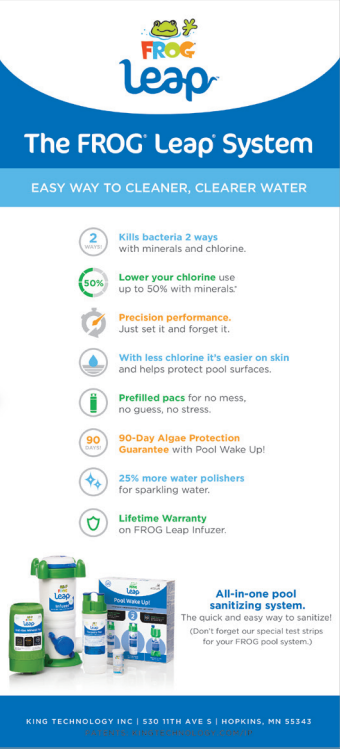 FROG
Leap
The FROG® Leap® System
EASY WAY TO CLEANER, CLEARER WATER
2
WAYS!
Kills bacteria 2 ways
with minerals and chlorine.
50%
Lower your chlorine use
up to 50% with minerals.*
Precision performance.
Just set it and forget it.
With less chlorine it's easier on skin
and helps protect pool surfaces.
Prefilled pacs for no mess,
no guess, no stress.
90
DAYS!
90-Day Algae Protection
Guarantee with Pool Wake Up!
25% more water polishers
for sparkling water.
Lifetime Warranty
on FROG Leap Infuzer.
Leap
Infuzer
Leap
Leap
Pool Wake Up!
2
All-in-one pool
sanitizing system.
The quick and easy way to sanitize!
(Don't forget our special test strips
for your FROG pool system.)
KING TECHNOLOGY INC | 530 11TH AVE S | HOPKINS, MN 55343